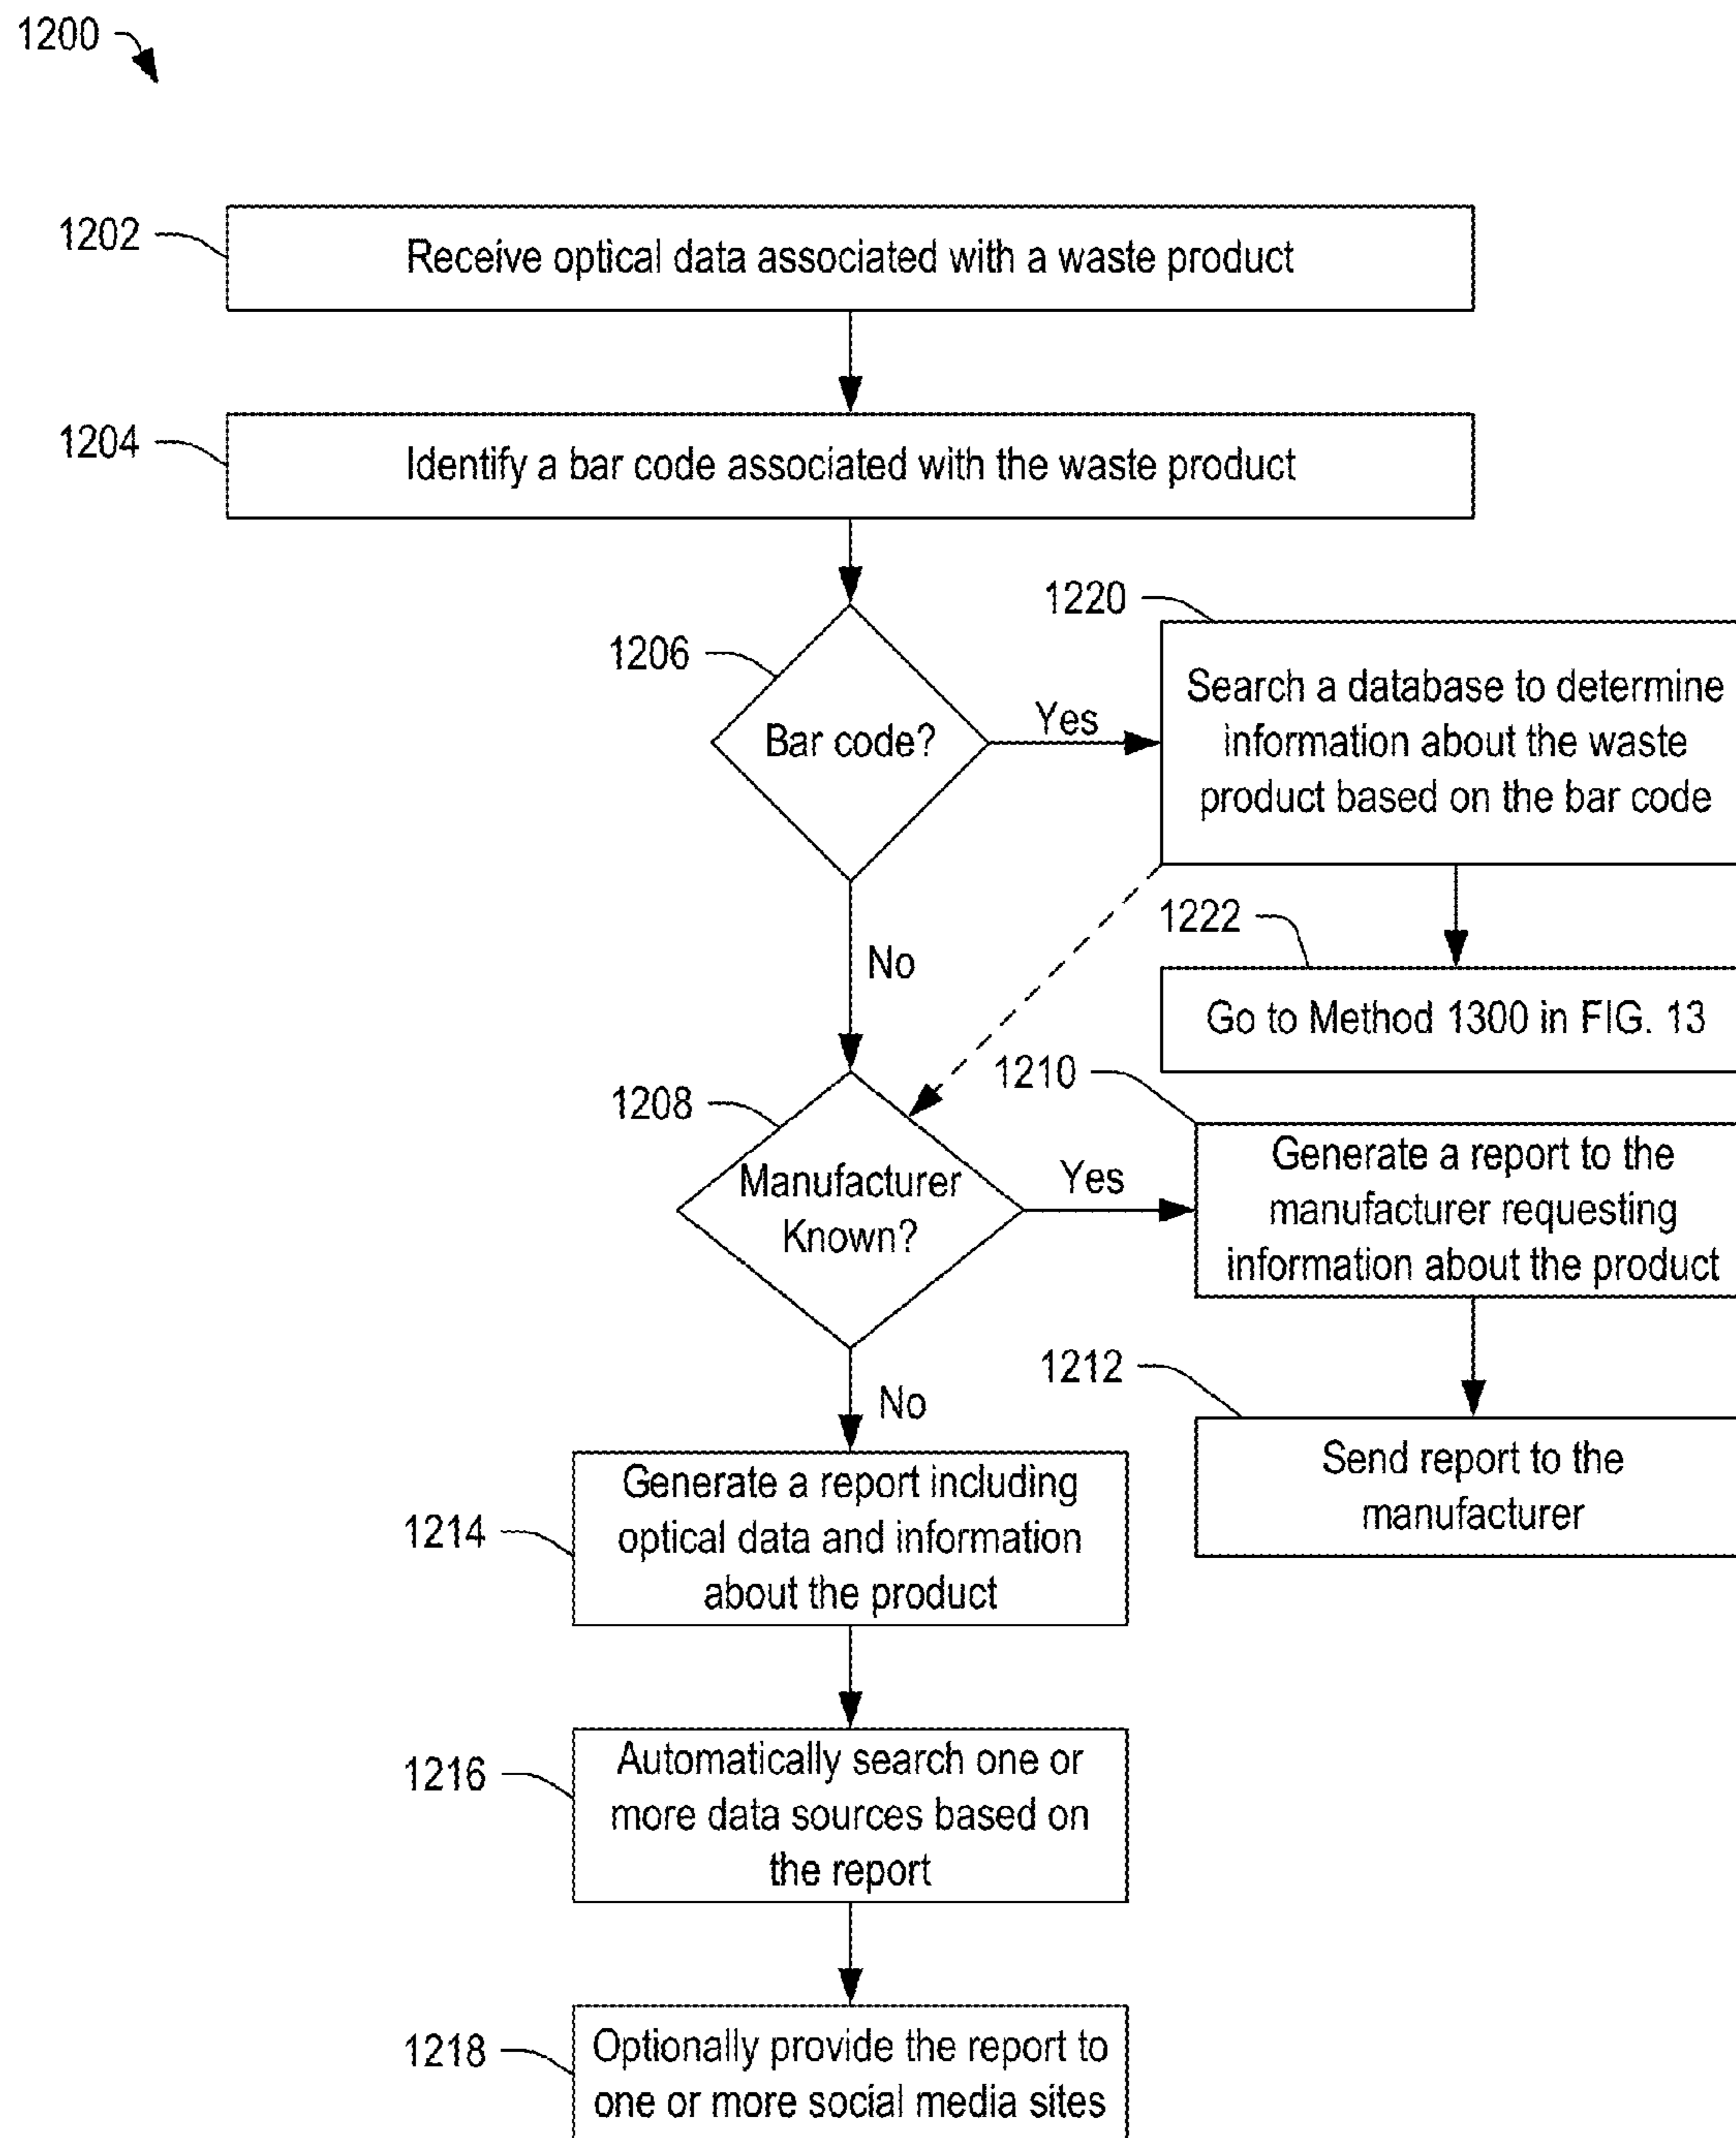 1200
1202
Receive optical data associated with a waste product
1204
Identify a bar code associated with the waste product
1206
Bar code?
Yes
1220
Search a database to determine
information about the waste
product based on the bar code
No
1222
Go to Method 1300 in FIG. 13
1208
Manufacturer
Known?
Yes
1210
Generate a report to the
manufacturer requesting
information about the product
1212
Send report to the
manufacturer
No
1214
Generate a report including
optical data and information
about the product
1216
Automatically search one or
more data sources based on
the report
1218
Optionally provide the report to
one or more social media sites